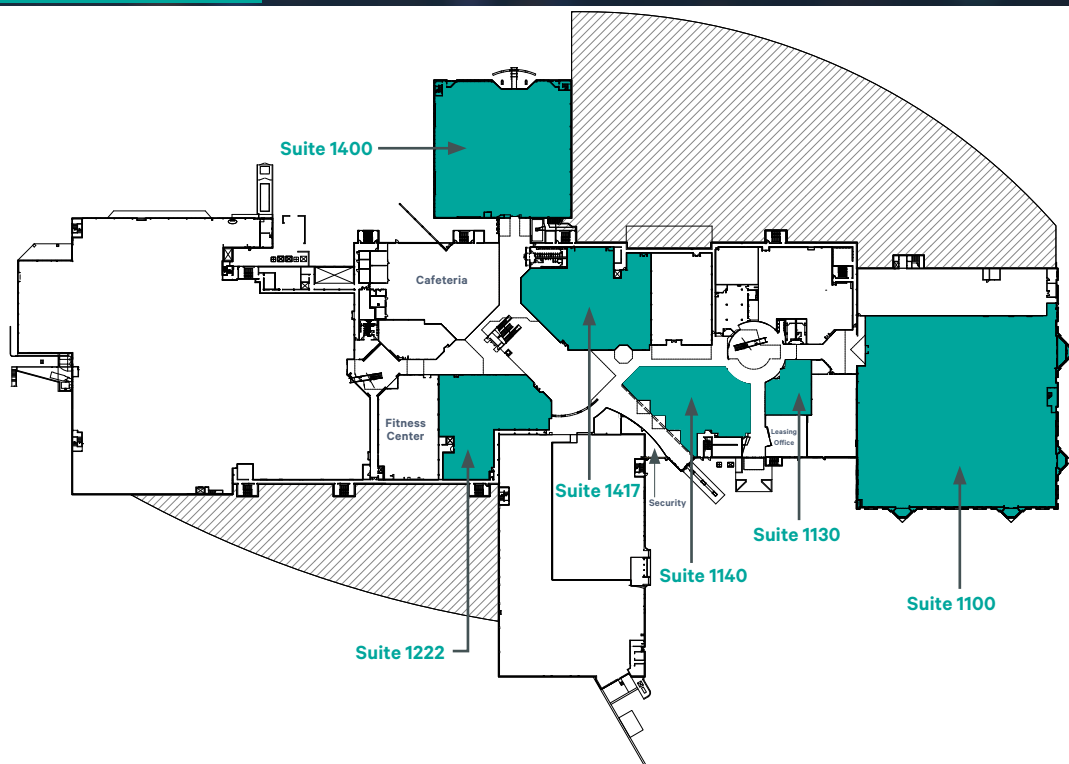 Suite 1400
Cafeteria
Fitness
Center
Leasing
Office
Suite 1417
Security
Suite 1130
Suite 1140
Suite 1100
Suite 1222